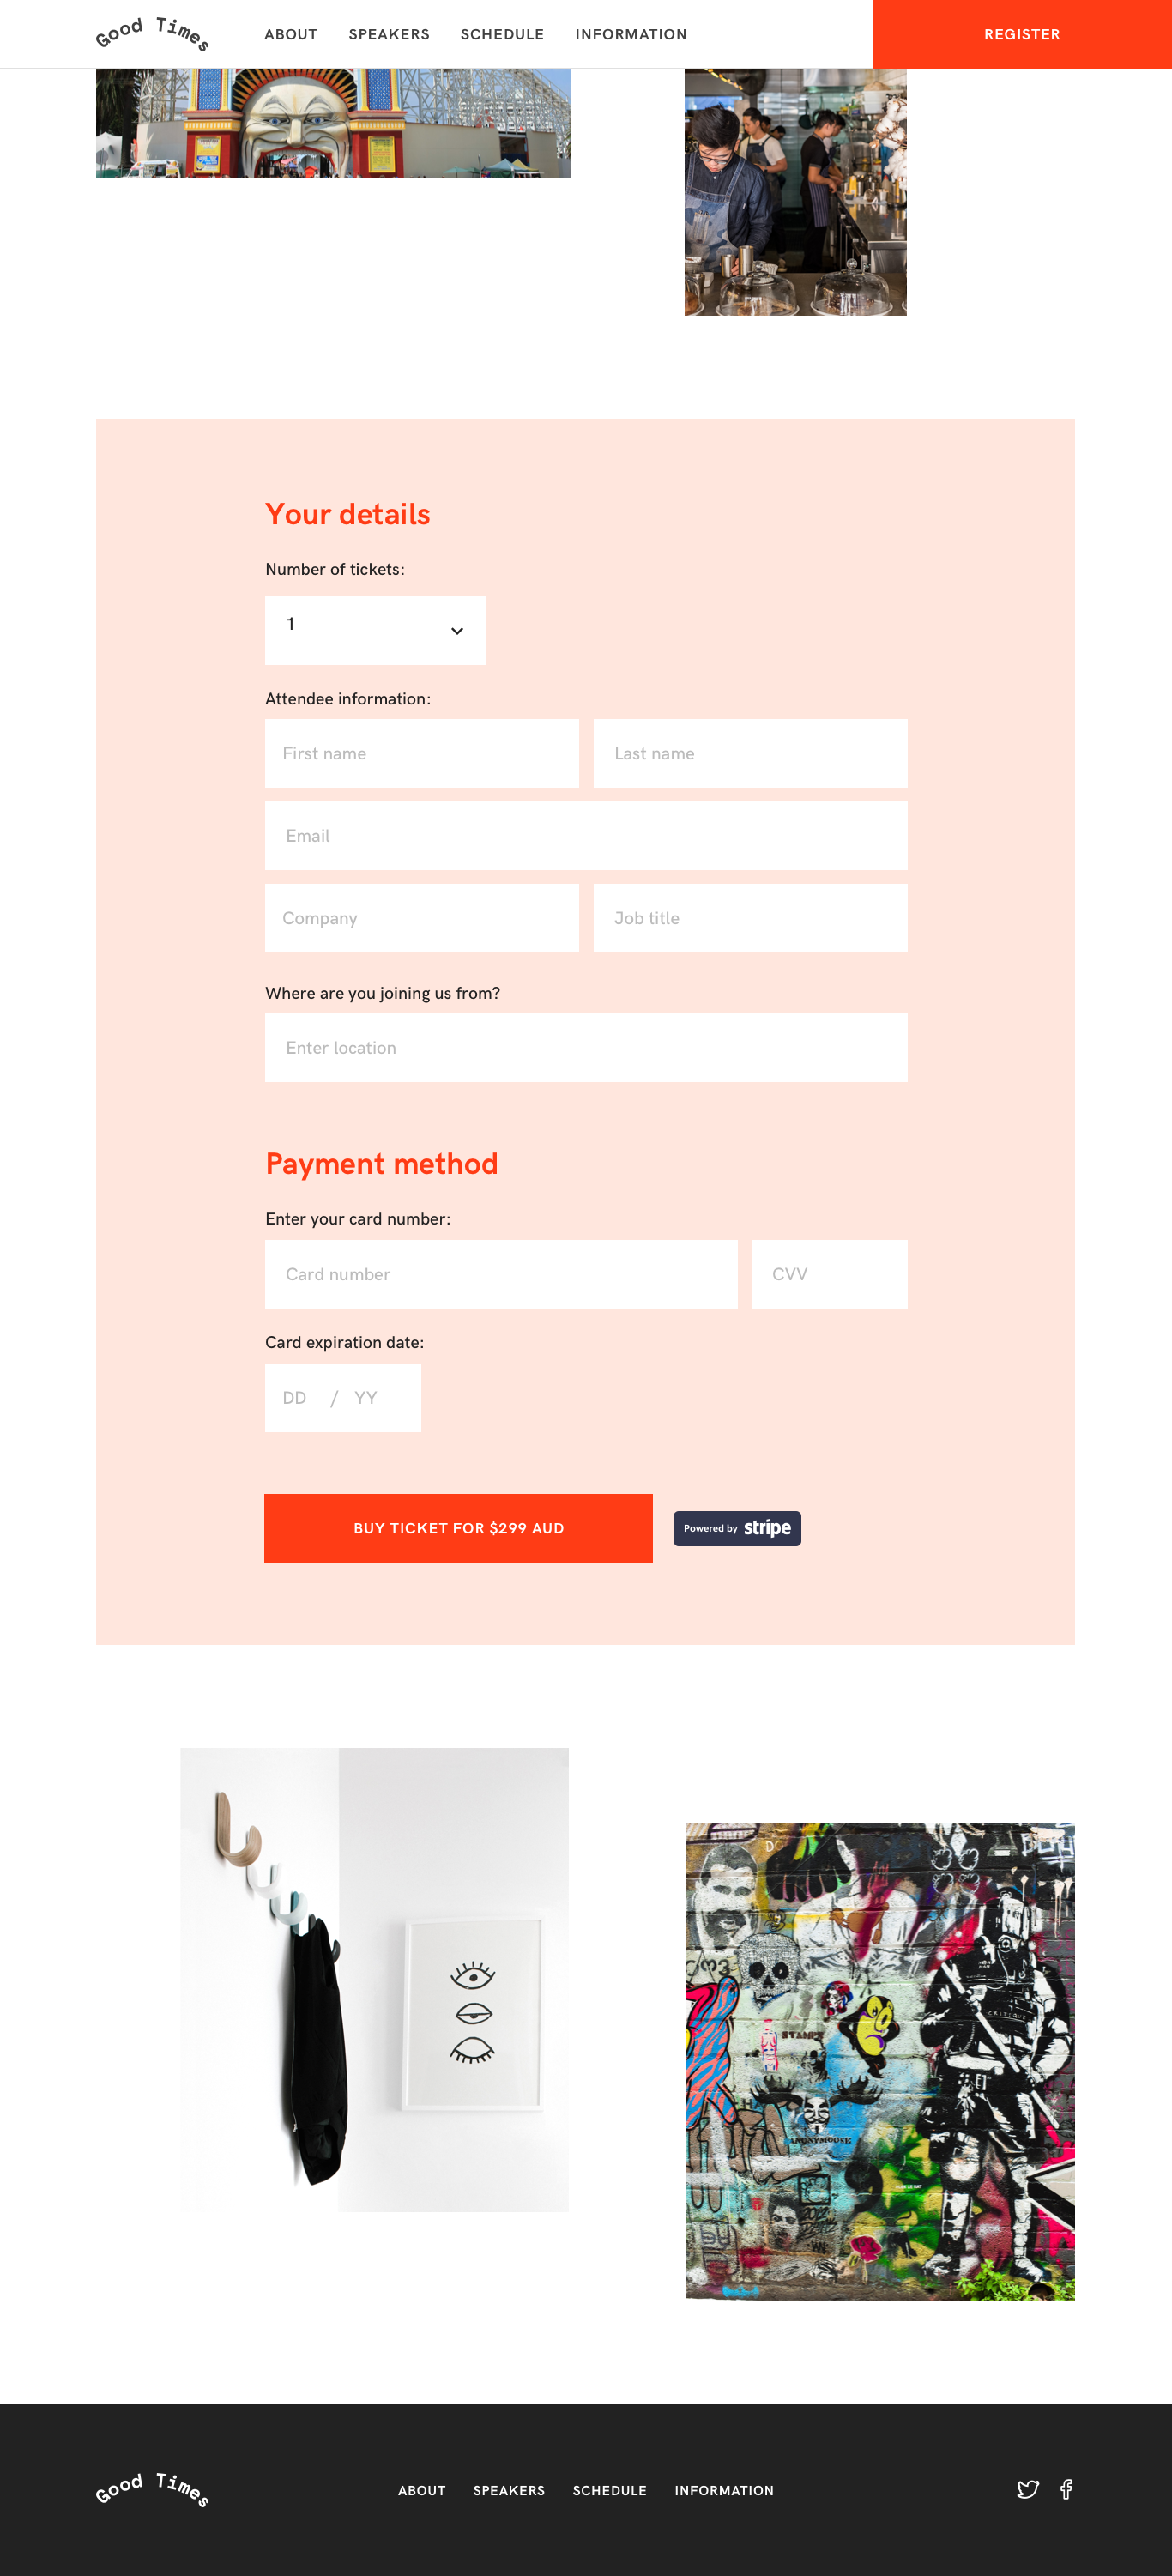 Good Times
ABOUT SPEAKERS SCHEDULE INFORMATION
REGISTER
Your details
Number of tickets:
1
Attendee information:
First name Last name
Email
Company Job title
Where are you joining us from?
Enter location
Payment method
Enter your card number:
Card number CVV
Card expiration date:
DD / YY
BUY TICKET FOR $299 AUD
Powered by stripe
CRITIQUE
Good Times
ABOUT SPEAKERS SCHEDULE INFORMATION